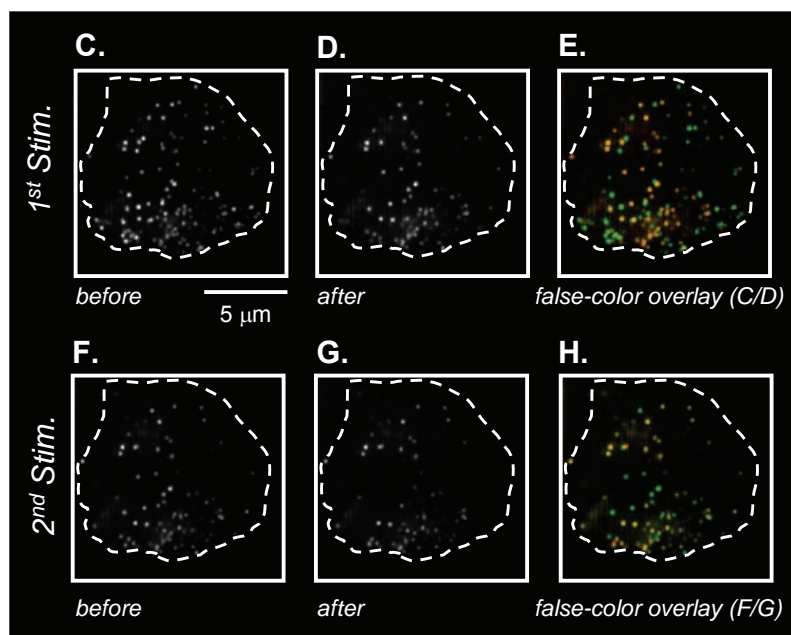 C. D. E.
1st Stim.
before after false-color overlay (C/D)
5 μm
F. G. H.
2nd Stim.
before after false-color overlay (F/G)